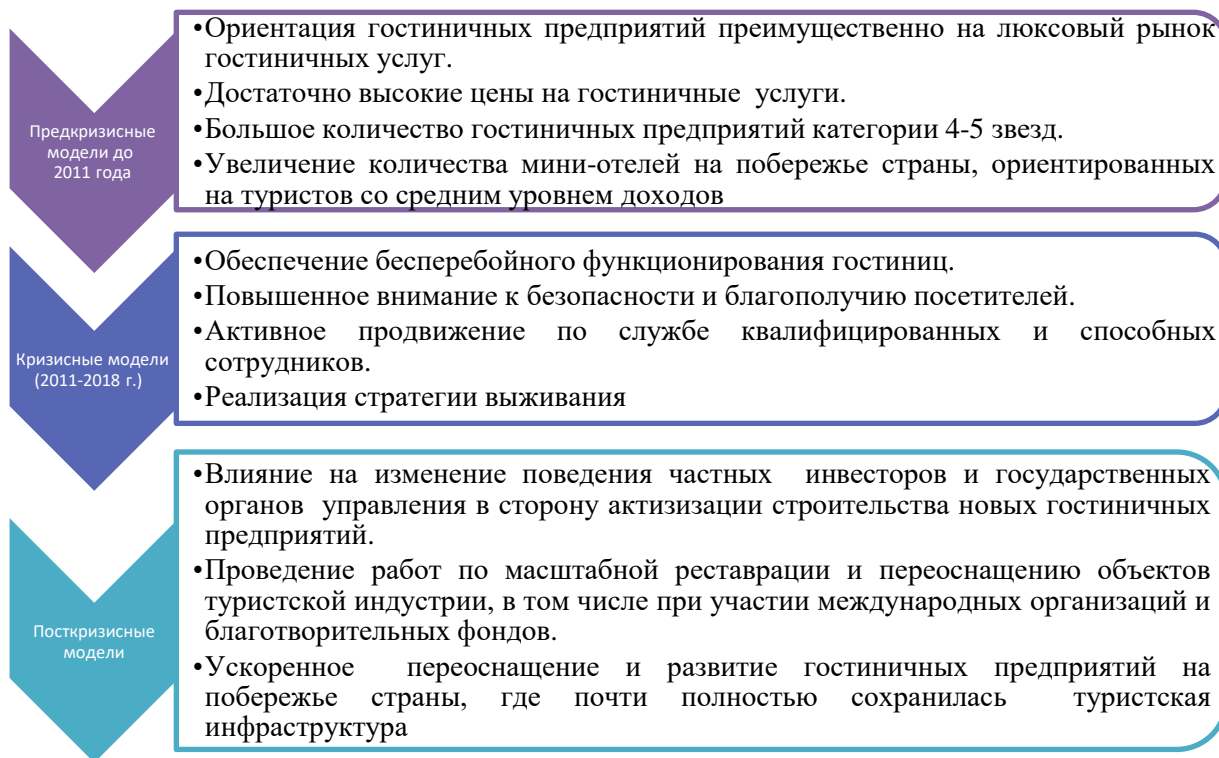 Предкризисные
модели до
2011 года
•Ориентация гостиничных предприятий преимущественно на люксовый рынок
гостиничных услуг.
•Достаточно высокие цены на гостиничные услуги.
•Большое количество гостиничных предприятий категории 4-5 звезд.
•Увеличение количества мини-отелей на побережье страны, ориентированных
на туристов со средним уровнем доходов
Кризисные модели
(2011-2018 г.)
•Обеспечение бесперебойного функционирования гостиниц.
•Повышенное внимание к безопасности и благополучию посетителей.
•Активное продвижение по службе квалифицированных и способных
сотрудников.
•Реализация стратегии выживания
Посткризисные
модели
•Влияние на изменение поведения частных инвесторов и государственных
органов управления в сторону актизизации строительства новых гостиничных
предприятий.
•Проведение работ по масштабной реставрации и переоснащению объектов
туристской индустрии, в том числе при участии международных организаций и
благотворительных фондов.
•Ускоренное переоснащение и развитие гостиничных предприятий на
побережье страны, где почти полностью сохранилась туристская
инфраструктура